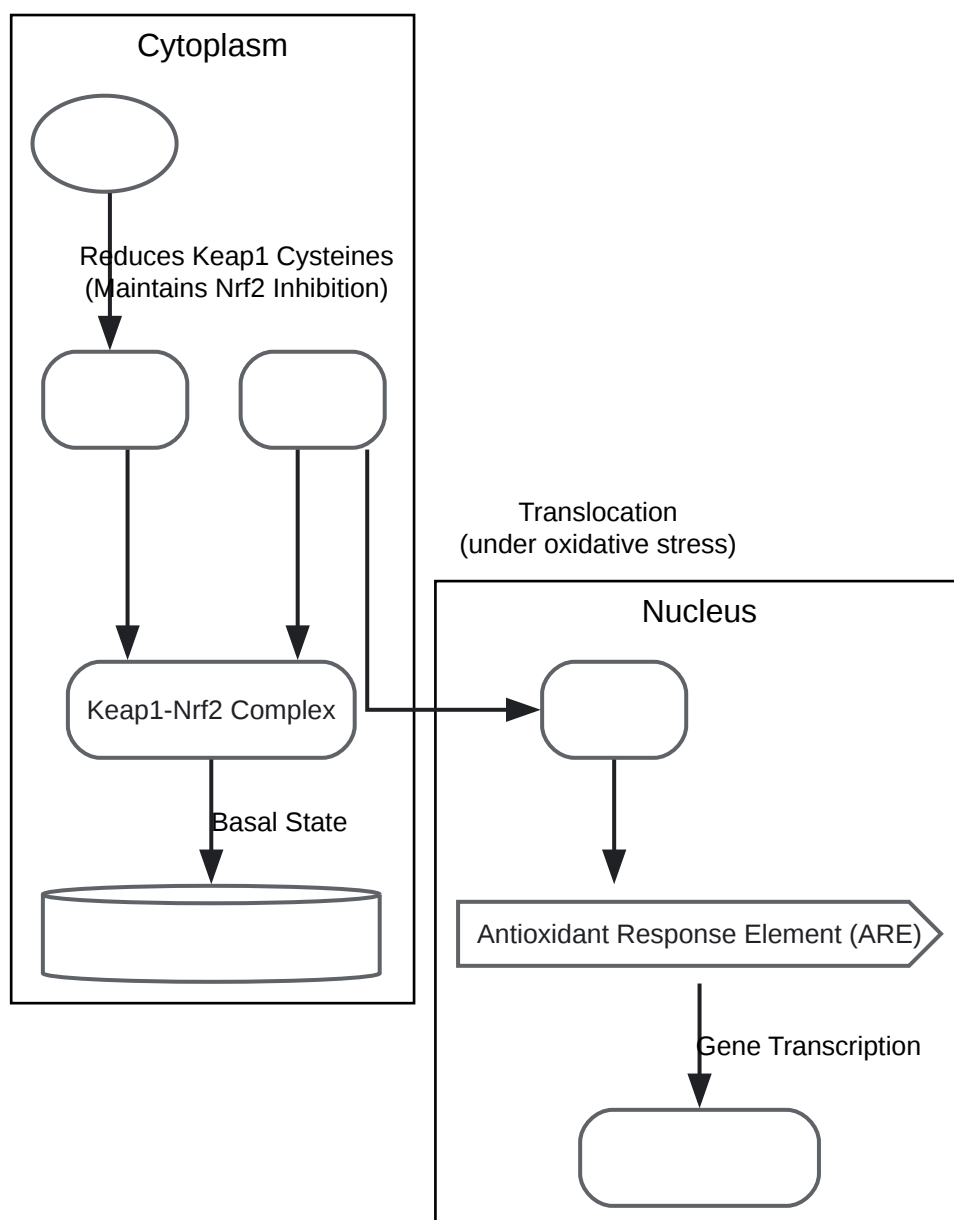 Cytoplasm
Reduces Keap1 Cysteines
(Maintains Nrf2 Inhibition)
Translocation
(under oxidative stress)
Nucleus
Keap1-Nrf2 Complex
Basal State
Antioxidant Response Element (ARE)
Gene Transcription